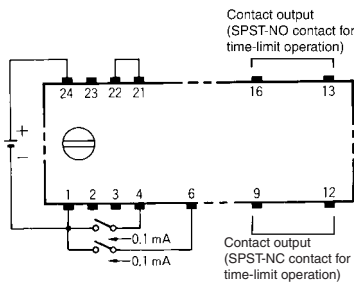 Contact output
(SPST-NO contact for
time-limit operation)
24 23 22 21 16 13
+
−
1 2 3 4 6 9 12
0.1 mA
0.1 mA
Contact output
(SPST-NC contact for
time-limit operation)